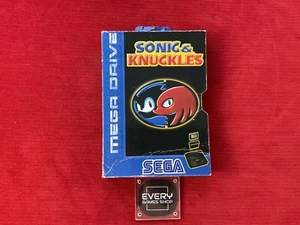 SONIC &
KNUCKLES
MEGA DRIVE
SEGA
EVERY
GAMES SHOP